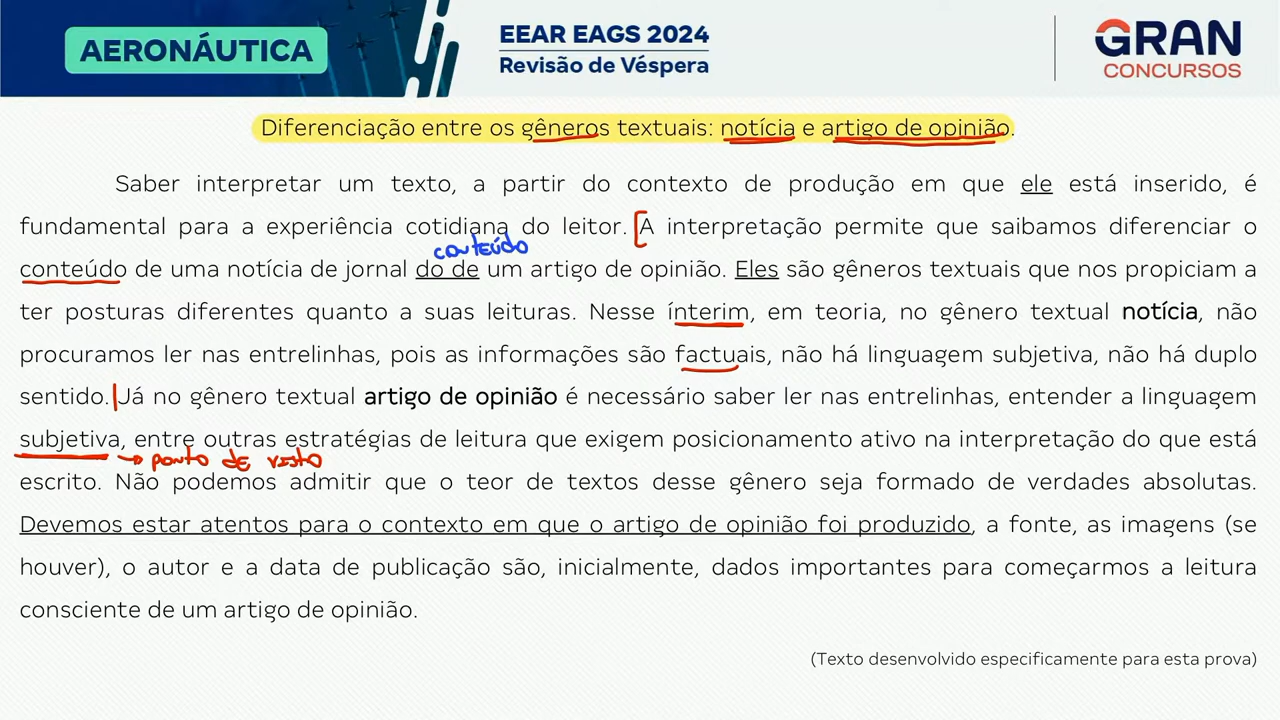 AERONÁUTICA
EEAR EAGS 2024
Revisão de Véspera
GRAN
CONCURSOS
Diferenciação entre os gêneros textuais: notícia e artigo de opinião.
Saber interpretar um texto, a partir do contexto de produção em que ele está inserido, é
fundamental para a experiência cotidiana do leitor. [A interpretação permite que saibamos diferenciar o
conteúdo
conteúdo de uma notícia de jornal do de um artigo de opinião. Eles são gêneros textuais que nos propiciam a
ter posturas diferentes quanto a suas leituras. Nesse ínterim, em teoria, no gênero textual notícia, não
procuramos ler nas entrelinhas, pois as informações são factuais, não há linguagem subjetiva, não há duplo
sentido. Já no gênero textual artigo de opinião é necessário saber ler nas entrelinhas, entender a linguagem
subjetiva, entre outras estratégias de leitura que exigem posicionamento ativo na interpretação do que está
→ ponto de visto
escrito. Não podemos admitir que o teor de textos desse gênero seja formado de verdades absolutas.
Devemos estar atentos para o contexto em que o artigo de opinião foi produzido, a fonte, as imagens (se
houver), o autor e a data de publicação são, inicialmente, dados importantes para começarmos a leitura
consciente de um artigo de opinião.
(Texto desenvolvido especificamente para esta prova)